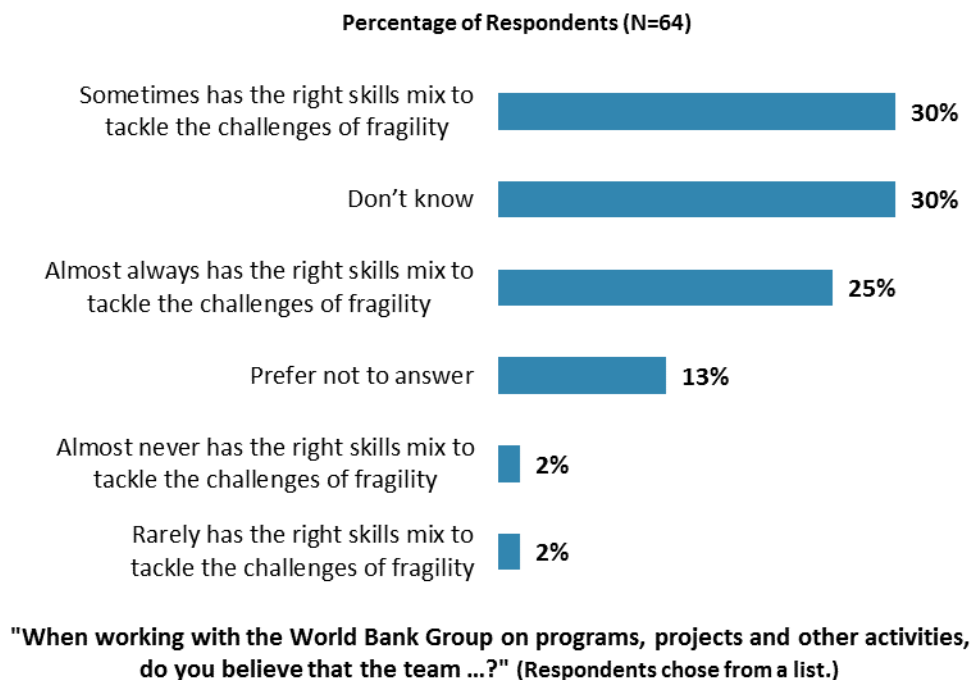 Percentage of Respondents (N=64)
Sometimes has the right skills mix to
tackle the challenges of fragility
30%
Don’t know
30%
Almost always has the right skills mix to
tackle the challenges of fragility
25%
Prefer not to answer
13%
Almost never has the right skills mix to
tackle the challenges of fragility
2%
Rarely has the right skills mix to
tackle the challenges of fragility
2%
"When working with the World Bank Group on programs, projects and other activities,
do you believe that the team …?" (Respondents chose from a list.)